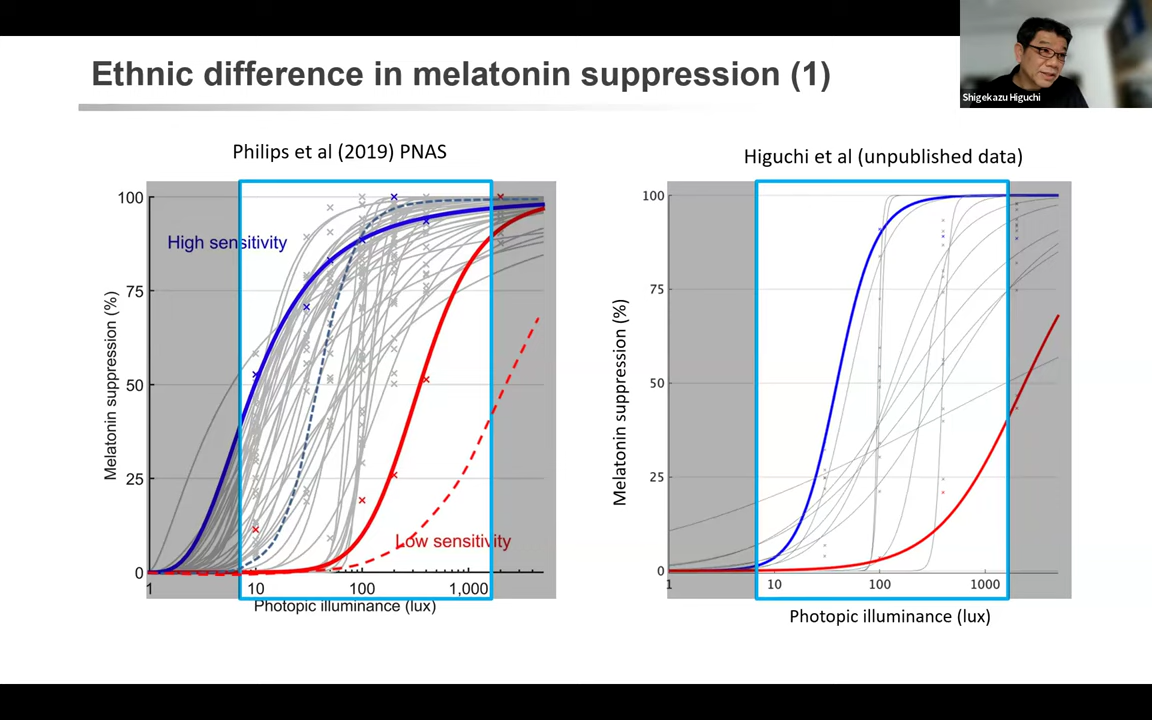 Ethnic difference in melatonin suppression (1)
Shigekazu Higuchi
Philips et al (2019) PNAS
100
75
50
25
0
Melatonin suppression (%)
High sensitivity
Low sensitivity
1
10
100
1,000
Photopic illuminance (lux)
Higuchi et al (unpublished data)
100
75
50
25
0
Melatonin suppression (%)
1
10
100
1000
Photopic illuminance (lux)